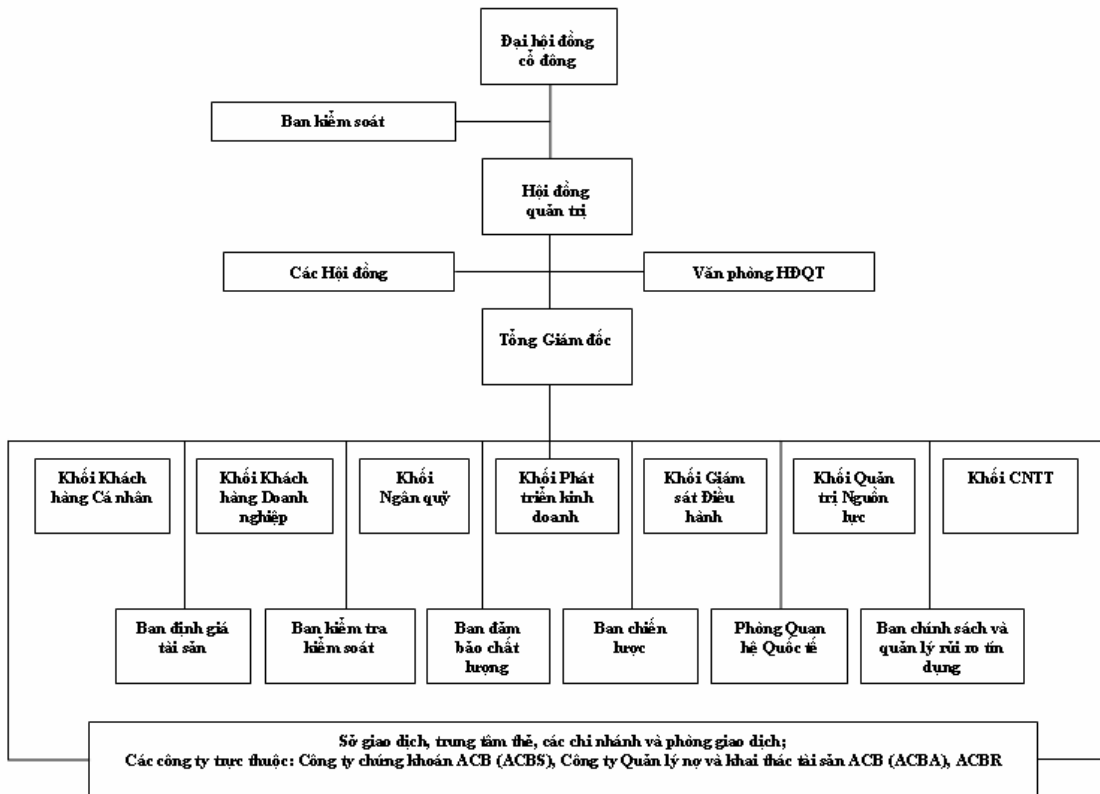 Đại hội đồng
cổ đông
Ban kiểm soát
Hội đồng
quản trị
Các Hội đồng
Văn phòng HĐQT
Tổng Giám đốc
Khối Khách
hàng Cá nhân
Khối Khách
hàng Doanh
nghiệp
Khối
Ngân quỹ
Khối Phát
triển kinh
doanh
Khối Giám
sát Điều
hành
Khối Quản
trị Nguồn
lực
Khối CNTT
Ban định giá
tài sản
Ban kiểm tra
kiểm soát
Ban đảm
bảo chất
lượng
Ban chiến
lược
Phòng Quan
hệ Quốc tế
Ban chính sách và
quản lý rủi ro tín
dụng
Sở giao dịch, trung tâm thẻ, các chi nhánh và phòng giao dịch;
Các công ty trực thuộc: Công ty chứng khoán ACB (ACBS), Công ty Quản lý nợ và khai thác tài sản ACB (ACBA), ACBR